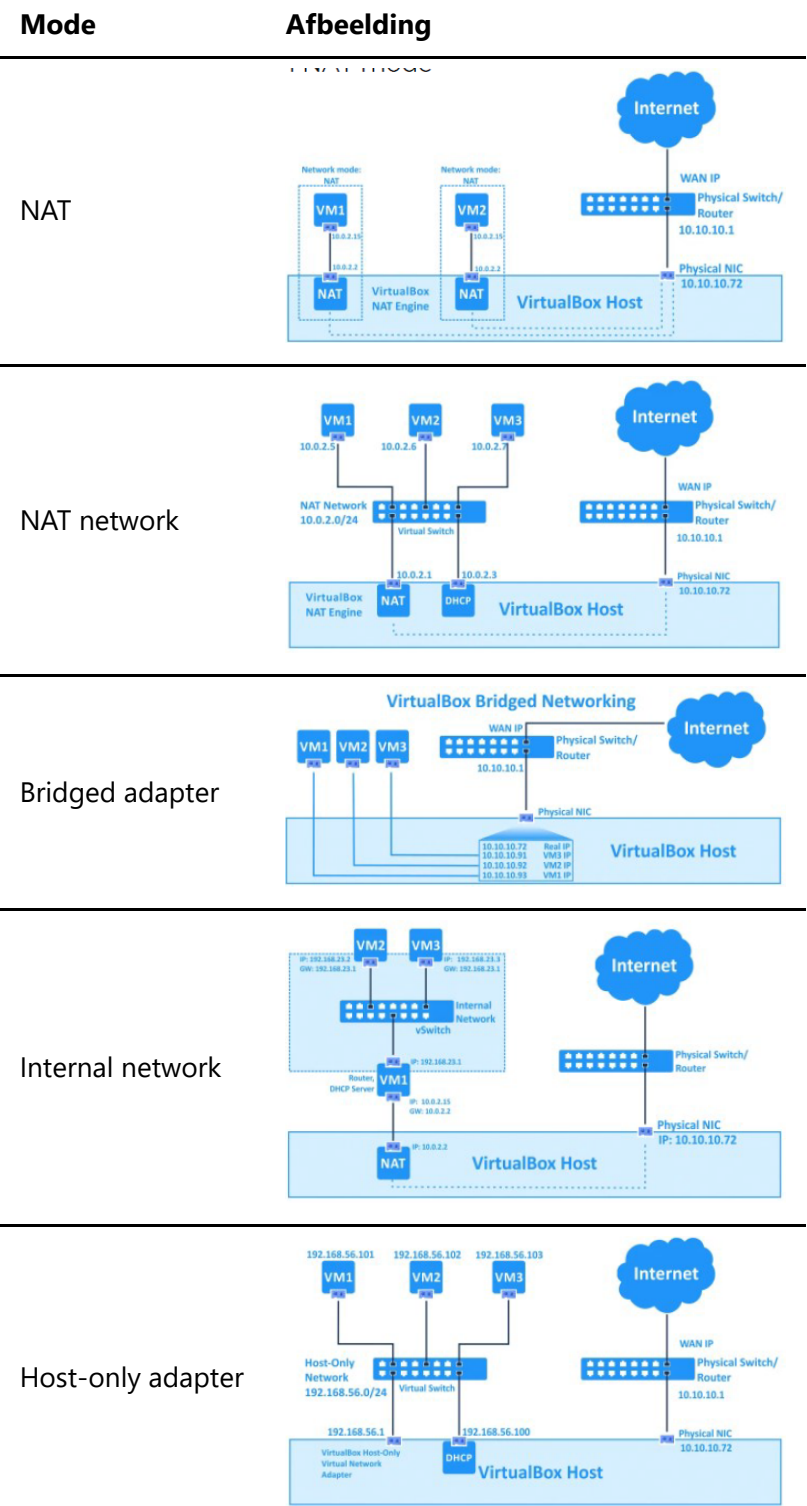 Mode Afbeelding
NAT
Internet
WAN IP
Physical Switch/
Router
10.10.10.1
Network mode:
NAT
Network mode:
NAT
VM1
VM2
10.0.2.15
10.0.2.15
10.0.2.2
10.0.2.2
Physical NIC
10.10.10.72
NAT
VirtualBox
NAT Engine
NAT
VirtualBox Host
NAT network
VM1
VM2
VM3
Internet
10.0.2.5
10.0.2.6
10.0.2.7
WAN IP
NAT Network
10.0.2.0/24
Virtual Switch
Physical Switch/
Router
10.10.10.1
10.0.2.1
10.0.2.3
Physical NIC
10.10.10.72
VirtualBox
NAT Engine
NAT
DHCP
VirtualBox Host
Bridged adapter
VirtualBox Bridged Networking
WAN IP
Internet
VM1
VM2
VM3
Physical Switch/
Router
10.10.10.1
Physical NIC
10.10.10.72 Real IP
10.10.10.91 VM3 IP
10.10.10.92 VM2 IP
10.10.10.93 VM1 IP
VirtualBox Host
Internal network
VM2
VM3
IP: 192.168.23.2
GW: 192.168.23.1
IP: 192.168.23.3
GW: 192.168.23.1
Internet
Internal
Network
vSwitch
IP: 192.168.23.1
Physical Switch/
Router
Router,
DHCP Server
VM1
IP: 10.0.2.15
GW: 10.0.2.2
Physical NIC
IP: 10.10.10.72
IP: 10.0.2.2
NAT
VirtualBox Host
Host-only adapter
192.168.56.101
192.168.56.102
192.168.56.103
VM1
VM2
VM3
Internet
WAN IP
Host-Only
Network
192.168.56.0/24
Virtual Switch
Physical Switch/
Router
10.10.10.1
192.168.56.1
192.168.56.100
Physical NIC
10.10.10.72
VirtualBox Host-Only
Virtual Network
Adapter
DHCP
VirtualBox Host